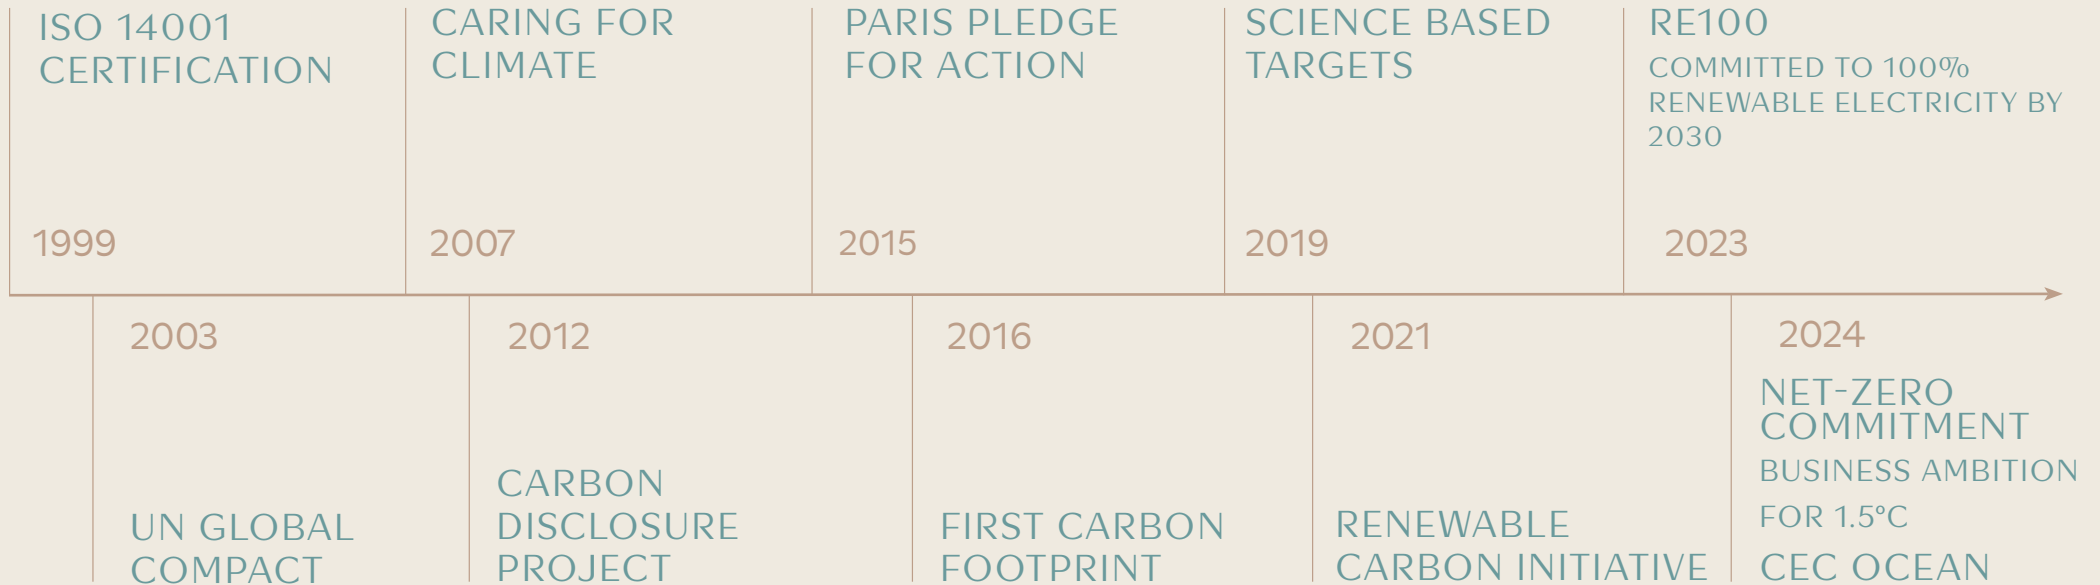 ISO 14001
CERTIFICATION
1999
CARING FOR
CLIMATE
2007
PARIS PLEDGE
FOR ACTION
2015
SCIENCE BASED
TARGETS
2019
RE100
COMMITTED TO 100%
RENEWABLE ELECTRICITY BY
2030
2023
2003
UN GLOBAL
COMPACT
2012
CARBON
DISCLOSURE
PROJECT
2016
FIRST CARBON
FOOTPRINT
2021
RENEWABLE
CARBON INITIATIVE
2024
NET-ZERO
COMMITMENT
BUSINESS AMBITION
FOR 1.5°C
CEC OCEAN